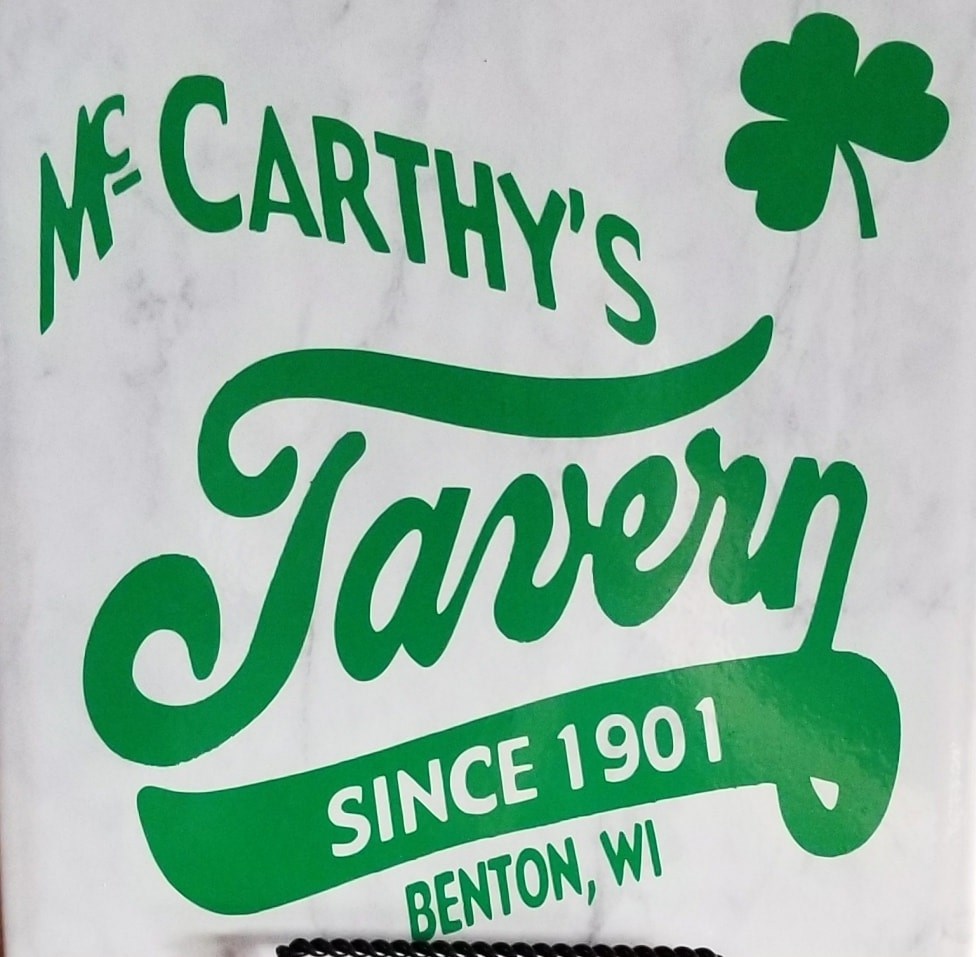 McCARTHY'S
Tavern
SINCE 1901
BENTON, WI